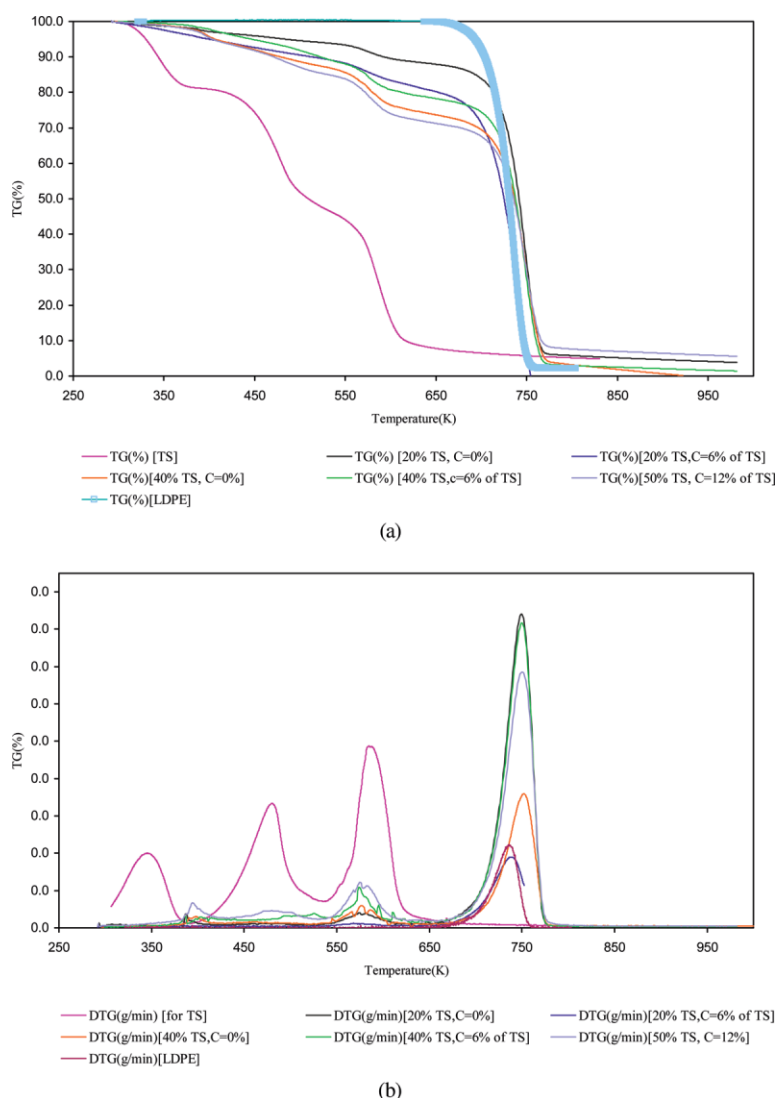 100.0
90.0
80.0
70.0
60.0
50.0
40.0
30.0
20.0
10.0
0.0
TG(%)
250 350 450 550 650 750 850 950
Temperature(K)
TG(%) [TS] TG(%) [20% TS, C=0%] TG(%)[20% TS,C=6% of TS]
TG(%)[40% TS, C=0%] TG(%) [40% TS,c=6% of TS] TG(%)[50% TS, C=12% of TS]
TG(%)[LDPE]
(a)
0.0
0.0
0.0
0.0
0.0
0.0
0.0
0.0
0.0
0.0
TG(%)
250 350 450 550 650 750 850 950
Temperature(K)
DTG(g/min) [for TS] DTG(g/min)[20% TS,C=0%] DTG(g/min)[20% TS,C=6% of TS]
DTG(g/min)[40% TS,C=0%] DTG(g/min)[40% TS,C=6% of TS] DTG(g/min)[50% TS, C=12%]
DTG(g/min)[LDPE]
(b)